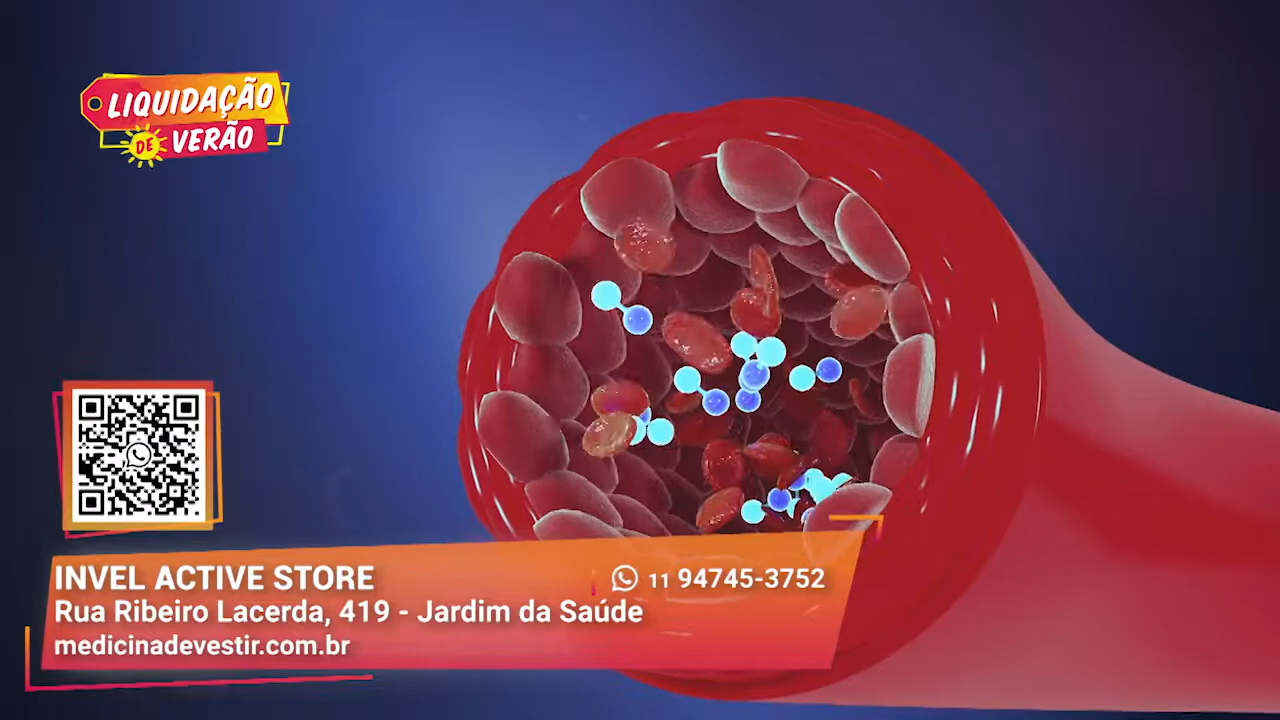 LIQUIDAÇÃO
DE VERÃO
INVEL ACTIVE STORE
11 94745-3752
Rua Ribeiro Lacerda, 419 - Jardim da Saúde
medicinadevestir.com.br